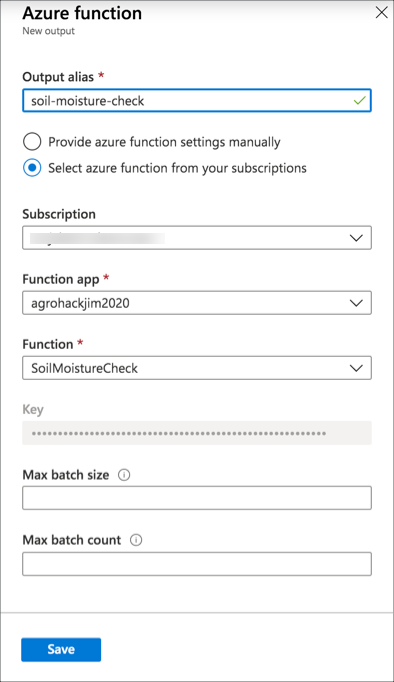 Azure function
New output
Output alias *
soil-moisture-check
Provide azure function settings manually
Select azure function from your subscriptions
Subscription
Function app *
agrohackjim2020
Function *
SoilMoistureCheck
Key
Max batch size
Max batch count
Save